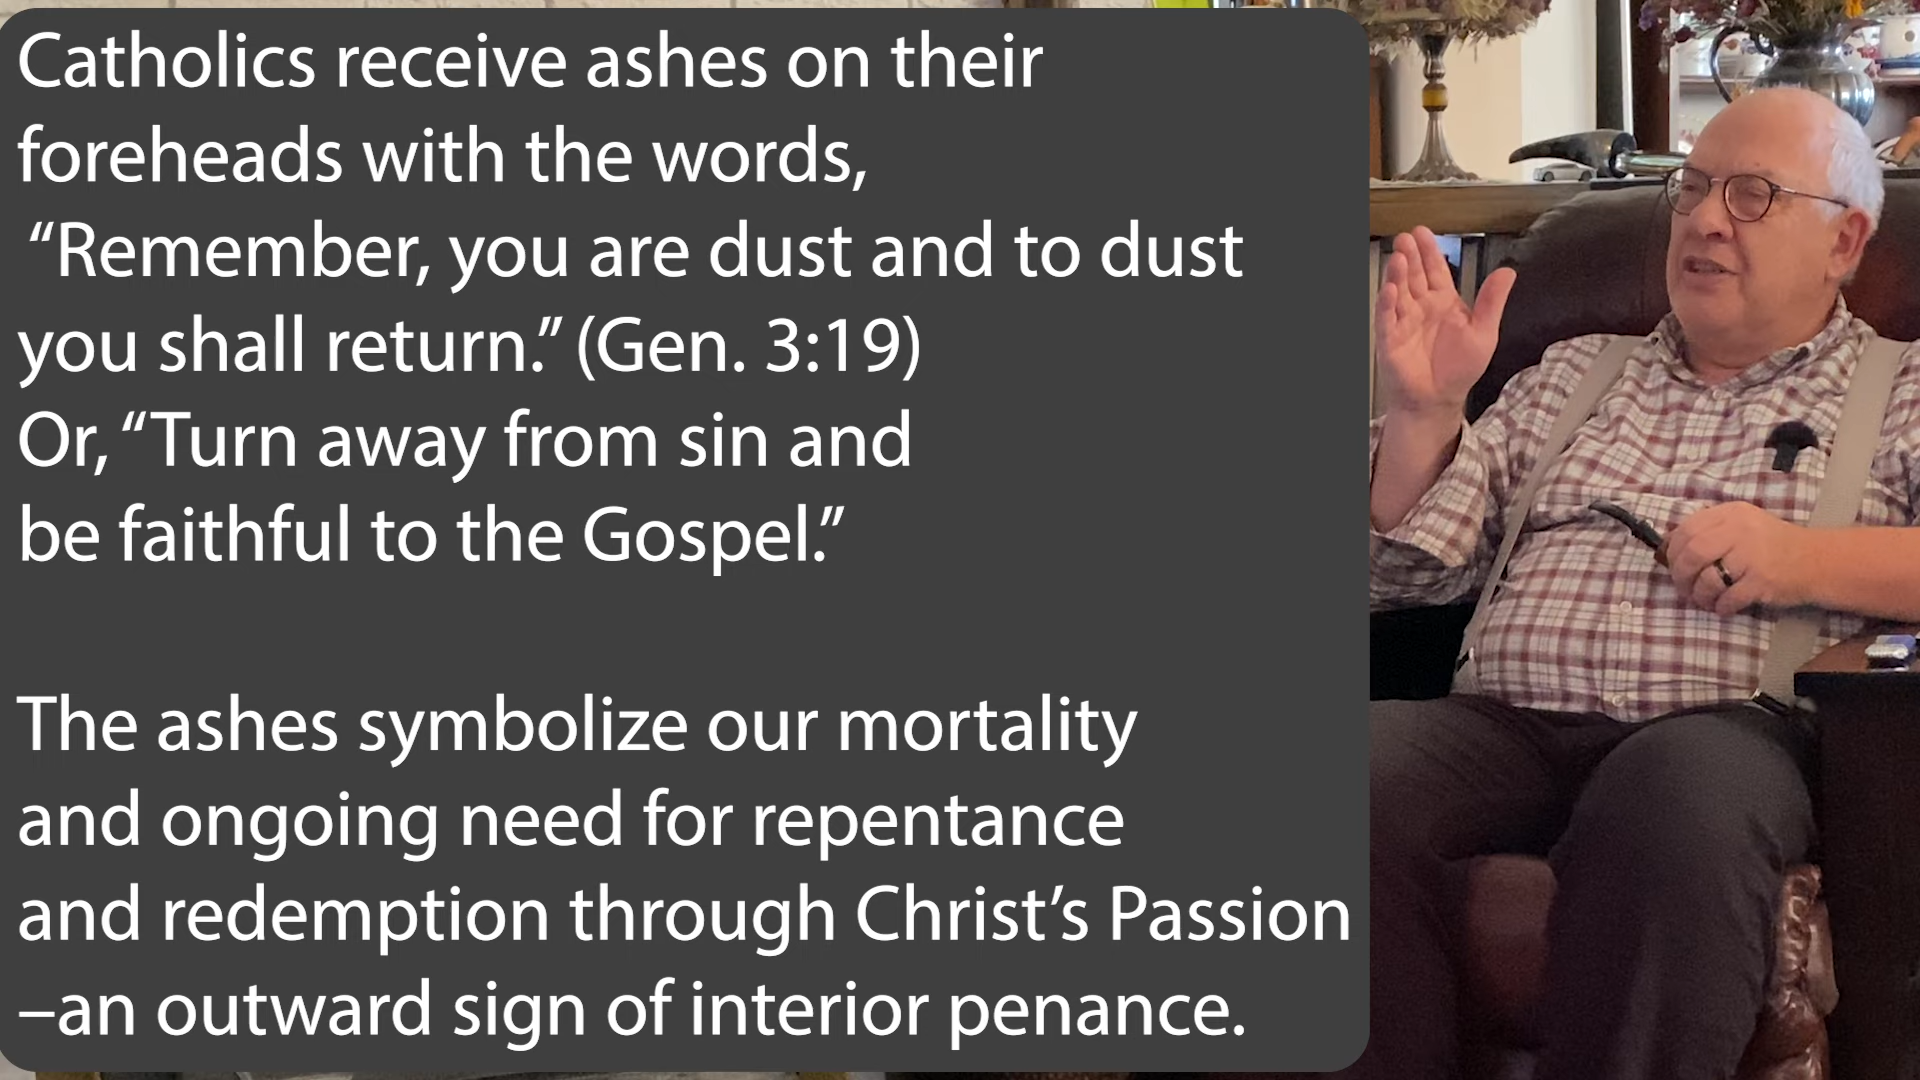 Catholics receive ashes on their
foreheads with the words,
“Remember, you are dust and to dust
you shall return.” (Gen. 3:19)
Or, “Turn away from sin and
be faithful to the Gospel.”
The ashes symbolize our mortality
and ongoing need for repentance
and redemption through Christ’s Passion
–an outward sign of interior penance.